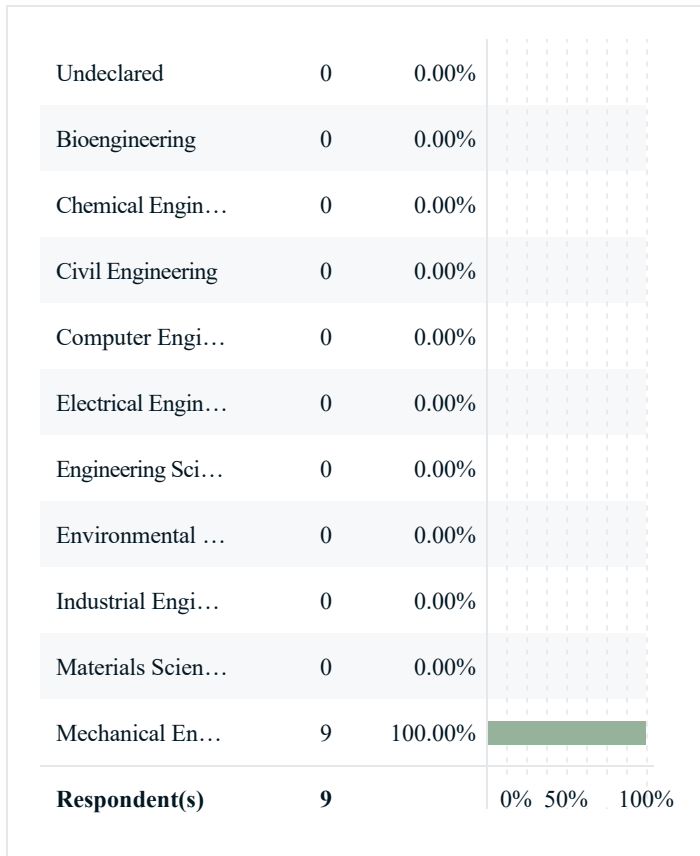 Undeclared 0 0.00%
Bioengineering 0 0.00%
Chemical Engin… 0 0.00%
Civil Engineering 0 0.00%
Computer Engi… 0 0.00%
Electrical Engin… 0 0.00%
Engineering Sci… 0 0.00%
Environmental … 0 0.00%
Industrial Engi… 0 0.00%
Materials Scien… 0 0.00%
Mechanical En… 9 100.00%
Respondent(s) 9 0% 50% 100%